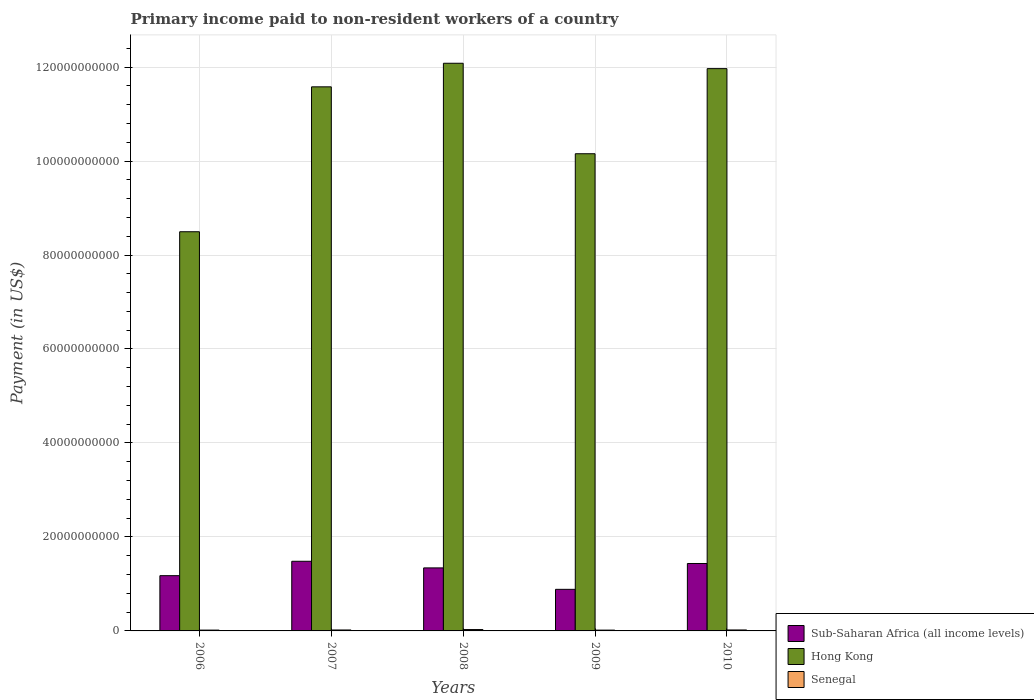 Primary income paid to non-resident workers of a country
Payment (in US$)
120000000000
100000000000
80000000000
60000000000
40000000000
20000000000
0
2006
2007
2008
2009
2010
Years
Sub-Saharan Africa (all income levels)
Hong Kong
Senegal